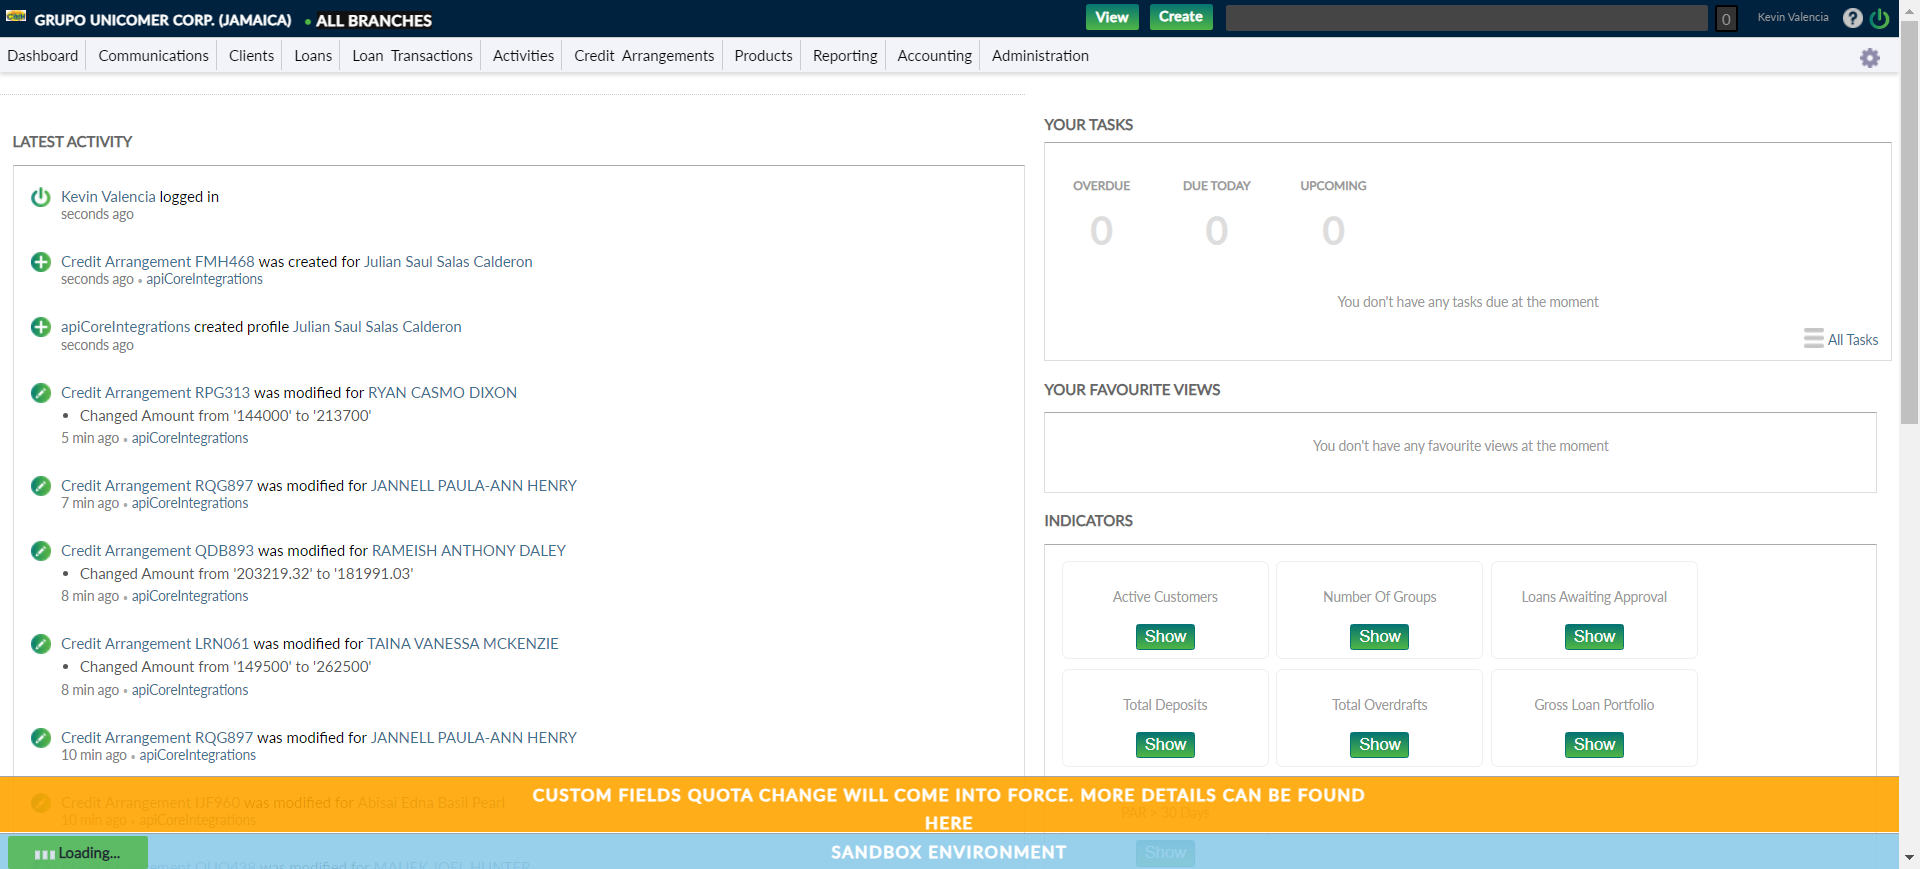 GRUPO UNICOMER CORP. (JAMAICA) • ALL BRANCHES
View Create 0 Kevin Valencia ?
Dashboard Communications Clients Loans Loan Transactions Activities Credit Arrangements Products Reporting Accounting Administration
LATEST ACTIVITY
Kevin Valencia logged in
seconds ago
Credit Arrangement FMH468 was created for Julian Saul Salas Calderon
seconds ago • apiCoreIntegrations
apiCoreIntegrations created profile Julian Saul Salas Calderon
seconds ago
Credit Arrangement RPG313 was modified for RYAN CASMO DIXON
• Changed Amount from '144000' to '213700'
5 min ago • apiCoreIntegrations
Credit Arrangement RQG897 was modified for JANNELL PAULA-ANN HENRY
7 min ago • apiCoreIntegrations
Credit Arrangement QDB893 was modified for RAMEISH ANTHONY DALEY
• Changed Amount from '203219.32' to '181991.03'
8 min ago • apiCoreIntegrations
Credit Arrangement LRN061 was modified for TAINA VANESSA MCKENZIE
• Changed Amount from '149500' to '262500'
8 min ago • apiCoreIntegrations
Credit Arrangement RQG897 was modified for JANNELL PAULA-ANN HENRY
10 min ago • apiCoreIntegrations
Credit Arrangement IJF960 was modified for Abisai Edna Basil Pearl
10 min ago • apiCoreIntegrations
YOUR TASKS
OVERDUE DUE TODAY UPCOMING
0 0 0
You don't have any tasks due at the moment
All Tasks
YOUR FAVOURITE VIEWS
You don't have any favourite views at the moment
INDICATORS
Active Customers Number Of Groups Loans Awaiting Approval
Show Show Show
Total Deposits Total Overdrafts Gross Loan Portfolio
Show Show Show
PAR > 30 Days
Show
CUSTOM FIELDS QUOTA CHANGE WILL COME INTO FORCE. MORE DETAILS CAN BE FOUND
HERE
Loading...
SANDBOX ENVIRONMENT